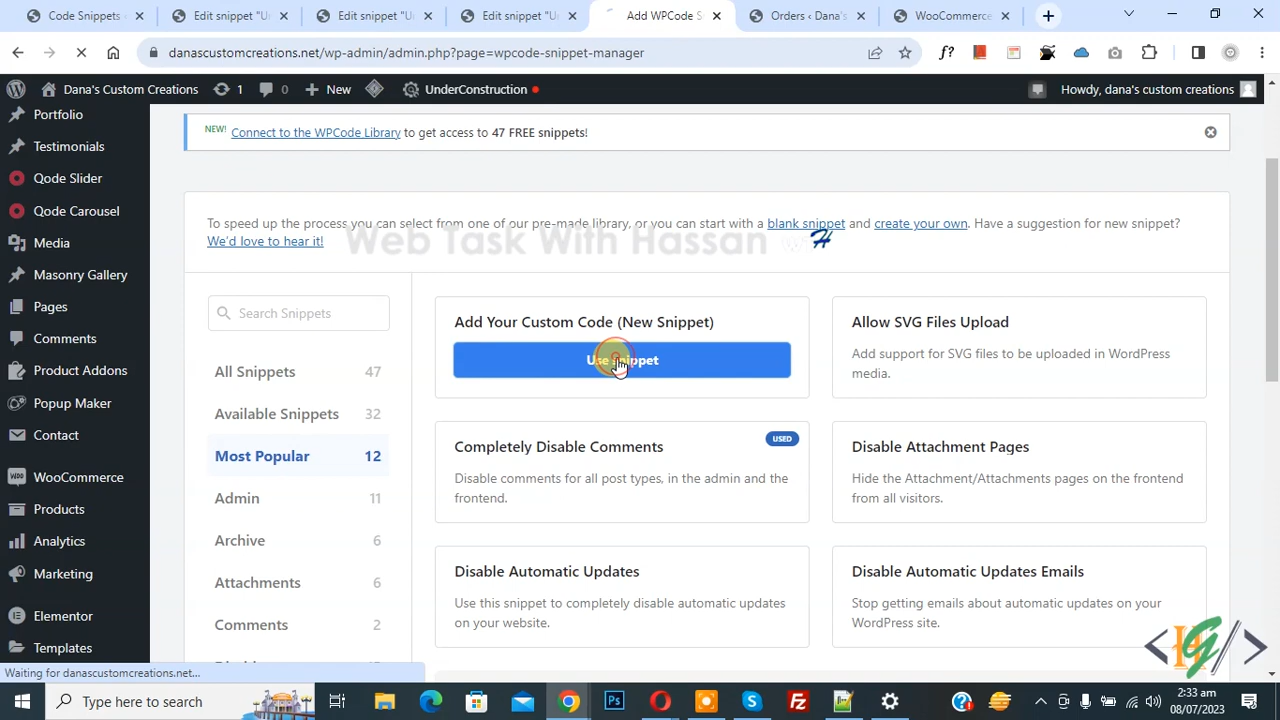 Code Snippets ‹
Edit snippet "Un
Edit snippet "Un
Edit snippet "Un
Add WPCode S
Orders ‹ Dana's
WooCommerce
danascustomcreations.net/wp-admin/admin.php?page=wpcode-snippet-manager
Dana's Custom Creations 1 0 New UnderConstruction Howdy, dana's custom creations
Portfolio
Testimonials
Qode Slider
Qode Carousel
Media
Masonry Gallery
Pages
Comments
Product Addons
Popup Maker
Contact
WooCommerce
Products
Analytics
Marketing
Elementor
Templates
NEW! Connect to the WPCode Library to get access to 47 FREE snippets!
To speed up the process you can select from one of our pre-made library, or you can start with a blank snippet and create your own. Have a suggestion for new snippet?
We'd love to hear it!
Web Task With Hassan
Search Snippets
All Snippets 47
Available Snippets 32
Most Popular 12
Admin 11
Archive 6
Attachments 6
Comments 2
Add Your Custom Code (New Snippet)
Use Snippet
Allow SVG Files Upload
Add support for SVG files to be uploaded in WordPress
media.
Completely Disable Comments
USED
Disable comments for all post types, in the admin and the
frontend.
Disable Attachment Pages
Hide the Attachment/Attachments pages on the frontend
from all visitors.
Disable Automatic Updates
Use this snippet to completely disable automatic updates
on your website.
Disable Automatic Updates Emails
Stop getting emails about automatic updates on your
WordPress site.
Waiting for danascustomcreations.net...
Type here to search
2:33 am
08/07/2023